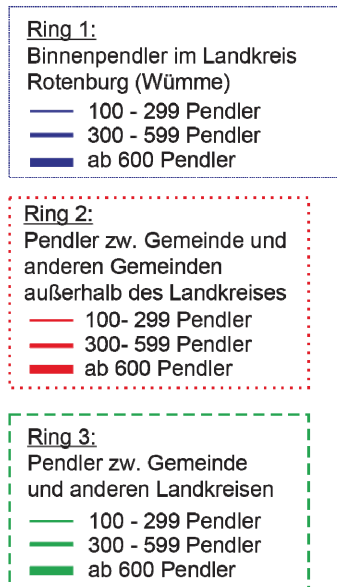 Ring 1:
Binnenpendler im Landkreis
Rotenburg (Wümme)
100 - 299 Pendler
300 - 599 Pendler
ab 600 Pendler
Ring 2:
Pendler zw. Gemeinde und
anderen Gemeinden
außerhalb des Landkreises
100- 299 Pendler
300- 599 Pendler
ab 600 Pendler
Ring 3:
Pendler zw. Gemeinde
und anderen Landkreisen
100 - 299 Pendler
300 - 599 Pendler
ab 600 Pendler